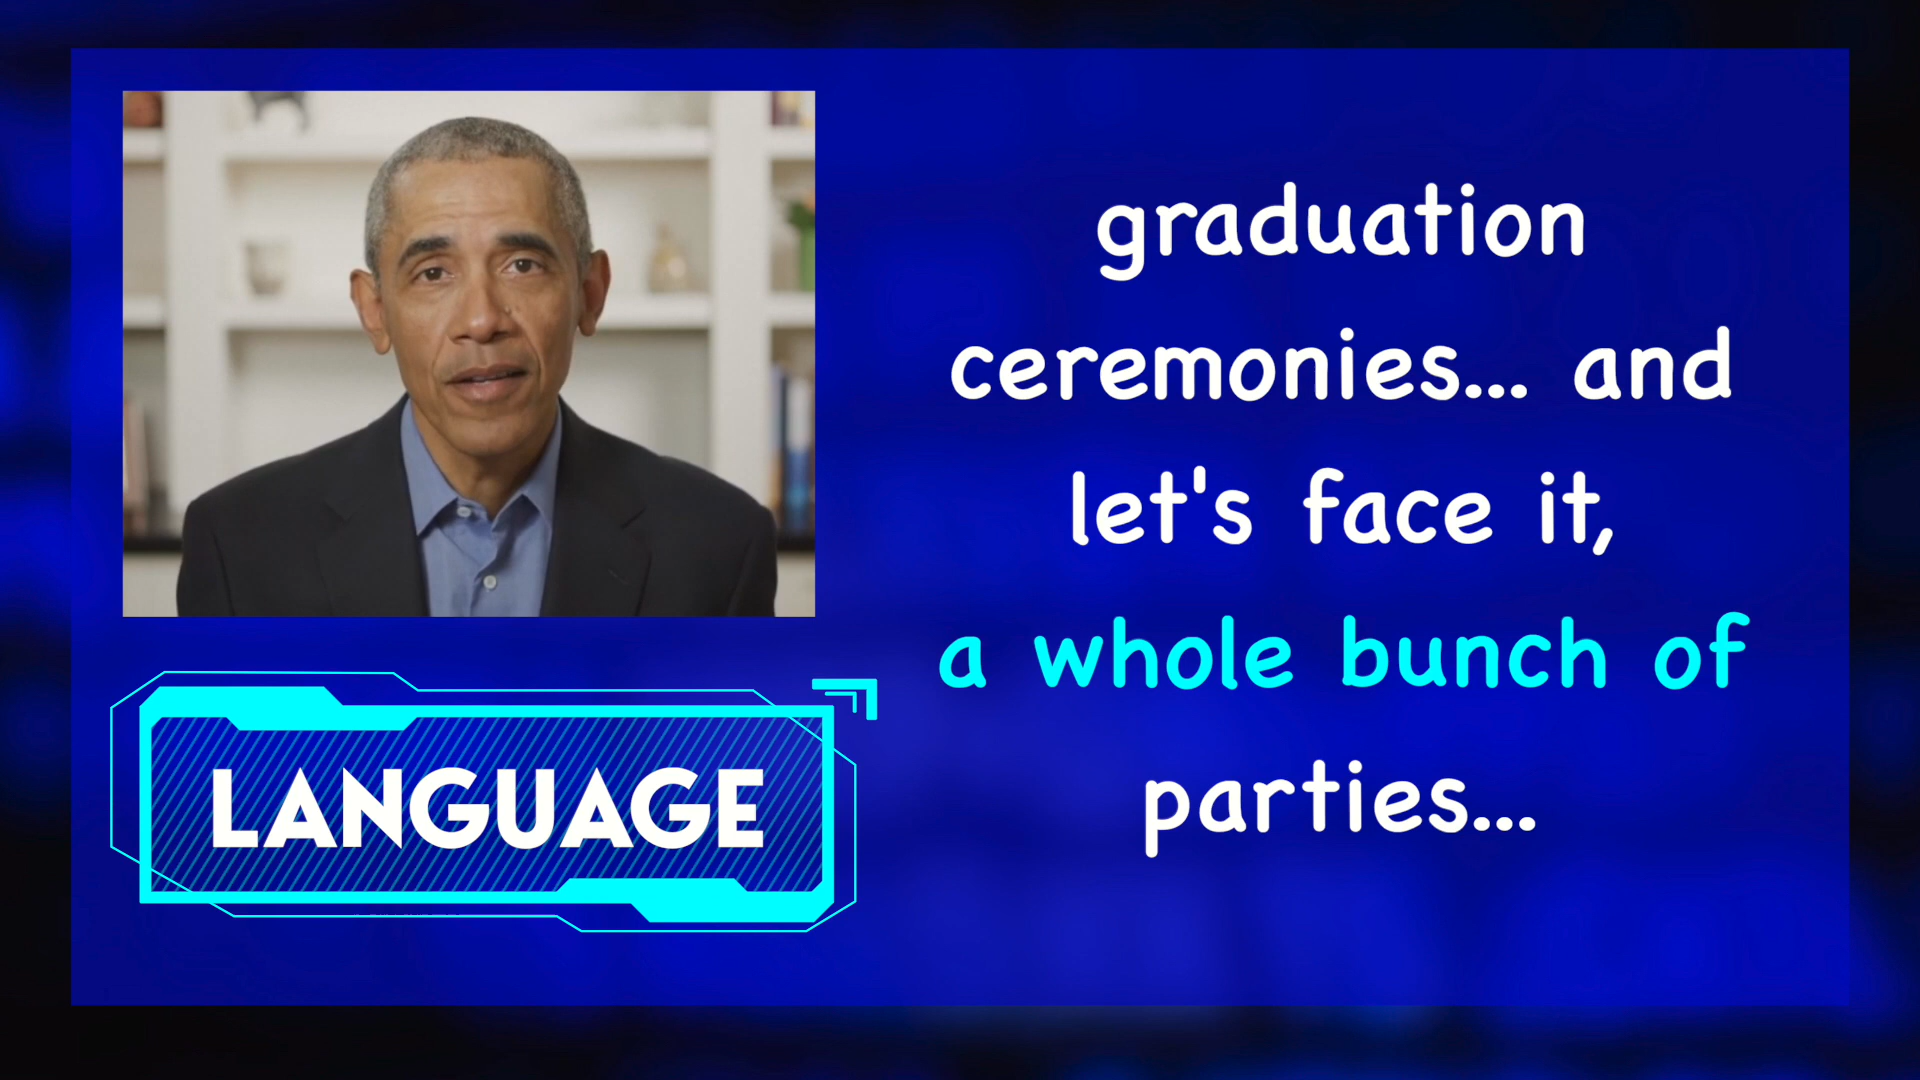 graduation
ceremonies... and
let's face it,
a whole bunch of
parties...
LANGUAGE